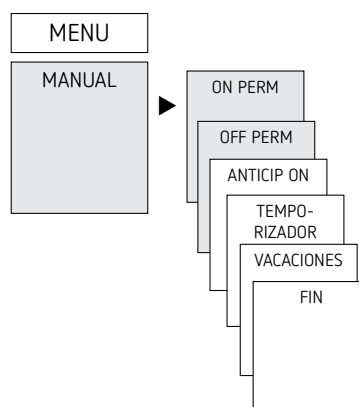 MENU
MANUAL
ON PERM
OFF PERM
ANTICIP ON
TEMPO-
RIZADOR
VACACIONES
FIN